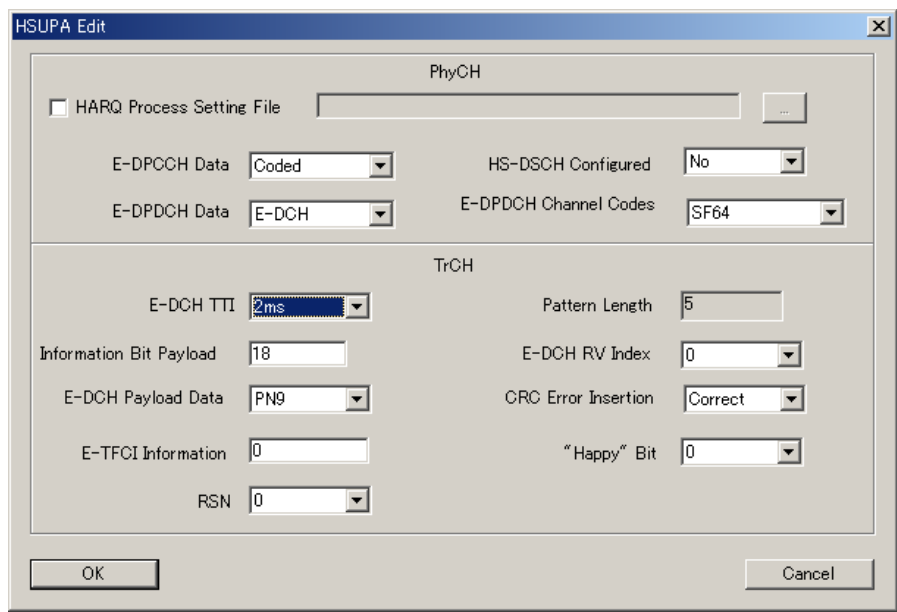 HSUPA Edit
PhyCH
HARQ Process Setting File ...
E-DPCCH Data Coded HS-DSCH Configured No
E-DPDCH Data E-DCH E-DPDCH Channel Codes SF64
TrCH
E-DCH TTI 2ms Pattern Length 5
Information Bit Payload 18 E-DCH RV Index 0
E-DCH Payload Data PN9 CRC Error Insertion Correct
E-TFCI Information 0 "Happy" Bit 0
RSN 0
OK Cancel